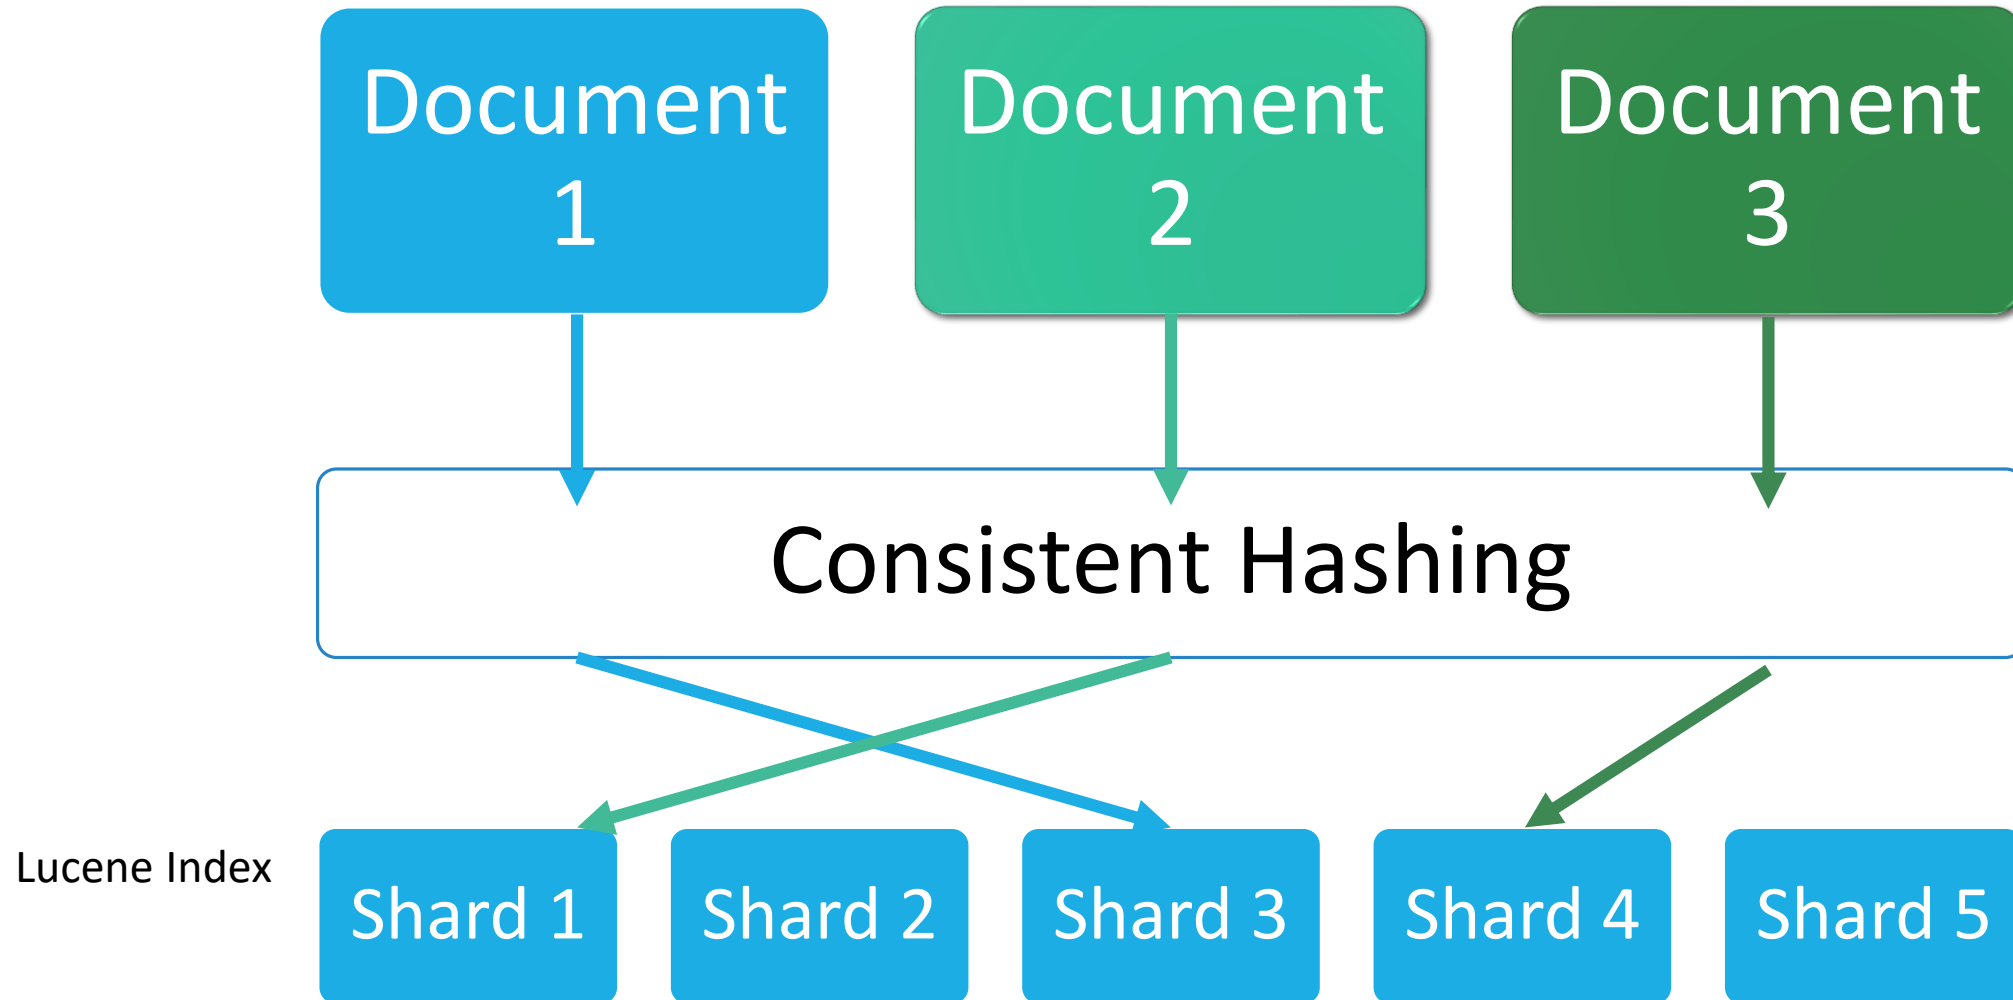 Document
1
Document
2
Document
3
Consistent Hashing
Lucene Index
Shard 1
Shard 2
Shard 3
Shard 4
Shard 5